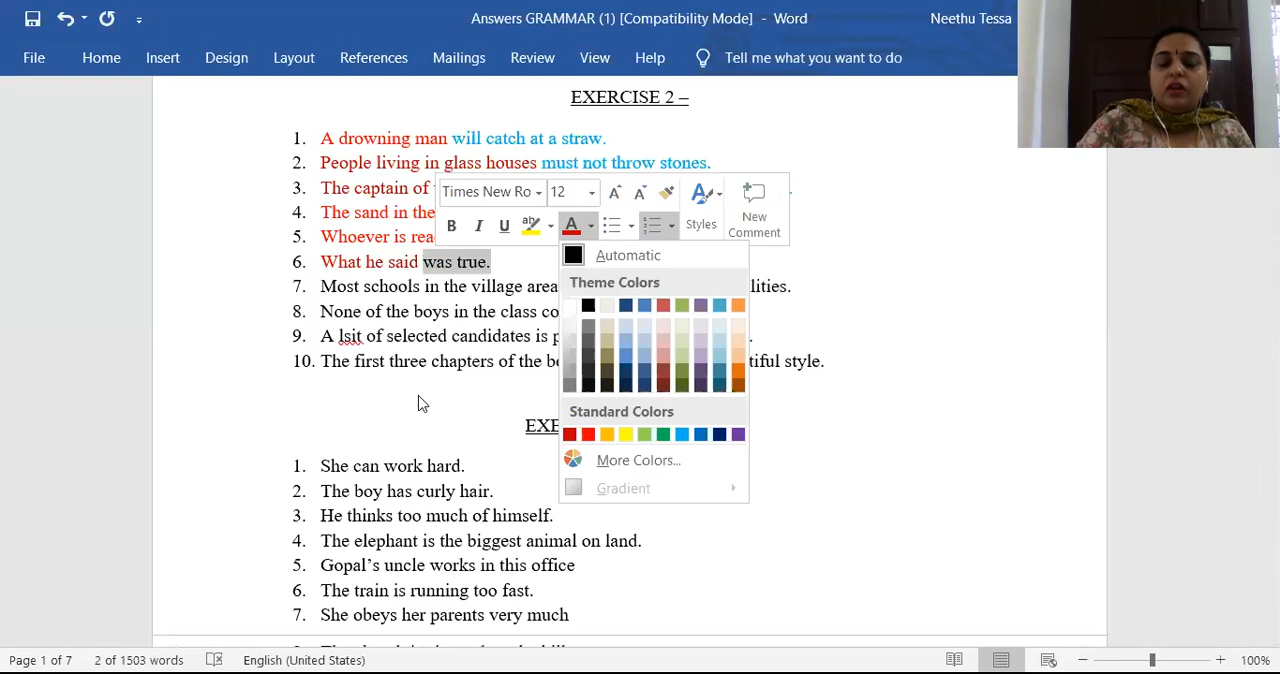 Answers GRAMMAR (1) [Compatibility Mode] - Word
Neethu Tessa
File Home Insert Design Layout References Mailings Review View Help Tell me what you want to do
EXERCISE 2 –
1. A drowning man will catch at a straw.
2. People living in glass houses must not throw stones.
3. The captain of
4. The sand in the
5. Whoever is
6. What he said was true.
7. Most schools in the village
8. None of the boys in the class
9. A lsit of selected candidates is
10. The first three chapters of the
style.
Times New Ro 12
B I U ab A Styles New
Comment
Automatic
Theme Colors
Standard Colors
More Colors...
Gradient
1. She can work hard.
2. The boy has curly hair.
3. He thinks too much of himself.
4. The elephant is the biggest animal on land.
5. Gopal's uncle works in this office
6. The train is running too fast.
7. She obeys her parents very much
Page 1 of 7 2 of 1503 words English (United States) 100%